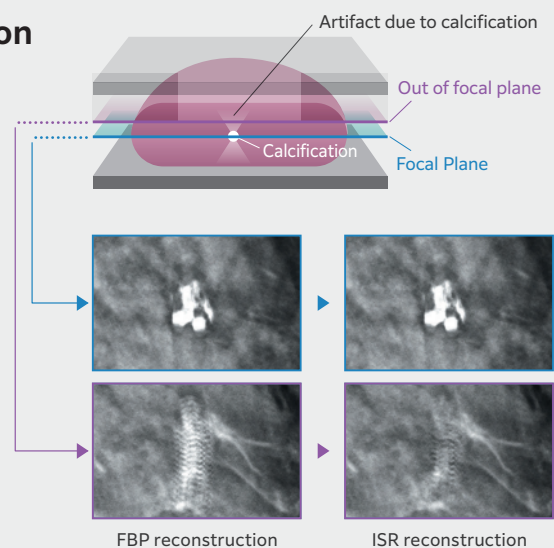 on
Artifact due to calcification
Out of focal plane
Calcification
Focal Plane
FBP reconstruction
ISR reconstruction